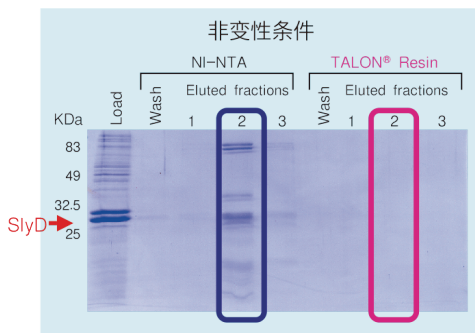 非变性条件
NI-NTA TALON® Resin
Load Wash Eluted fractions Wash Eluted fractions
KDa 1 2 3 1 2 3
83
49
32.5
SlyD
25